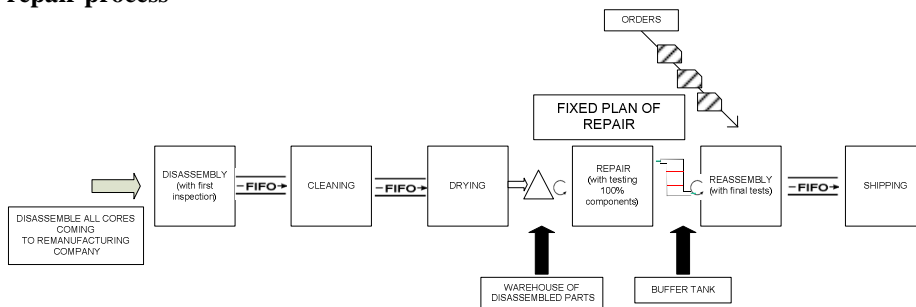 repair process
ORDERS
FIXED PLAN OF
REPAIR
DISASSEMBLY
(with first
inspection)
FIFO
CLEANING
FIFO
DRYING
REPAIR
(with testing
100%
components)
REASSEMBLY
(with final tests)
FIFO
SHIPPING
DISASSEMBLE ALL CORES
COMING
TO REMANUFACTURING
COMPANY
WAREHOUSE OF
DISASSEMBLED PARTS
BUFFER TANK